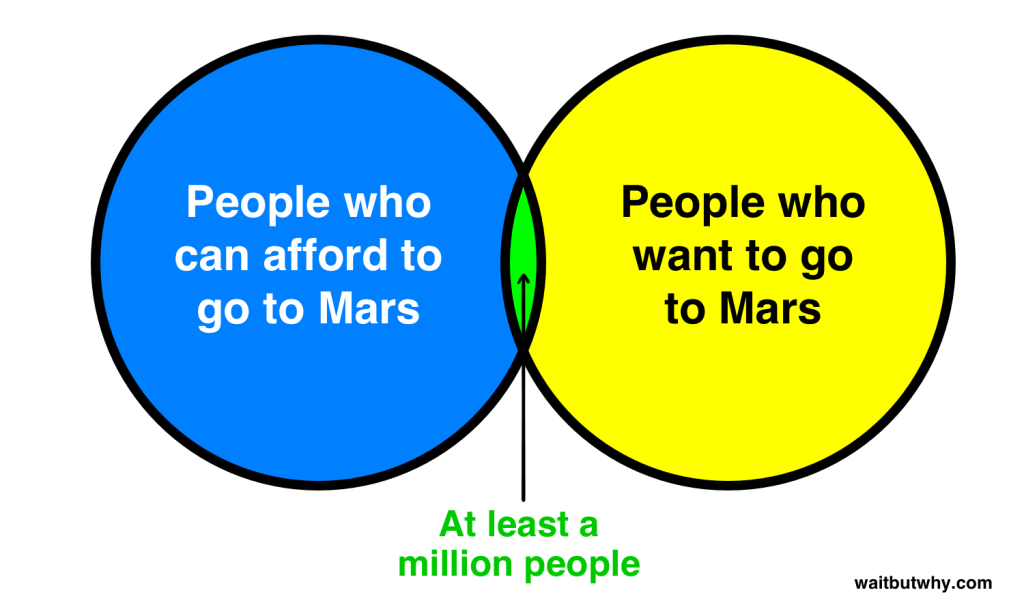 People who
can afford to
go to Mars
People who
want to go
to Mars
At least a
million people
waitbutwhy.com